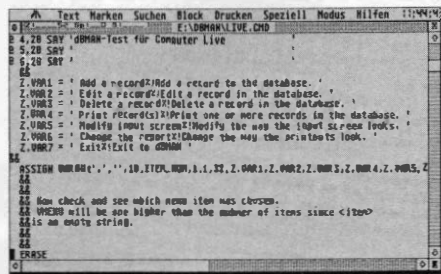 Text Marken Suchen Block Drucken Speziell Modus Hilfen
E:\DBMAN\LIVE.CMD
4,20 SAY 'dBMAN-Test für Computer Live
5,20 SAY '
6,20 SAY '
&&
Z.VAR1 = ' Add a record%!Add a record to the database. '
Z.VAR2 = ' Edit a record%!Edit a record in the database. '
Z.VAR3 = ' Delete a record%!Delete a record in the database. '
Z.VAR4 = ' Print record(s)%!Print one or more records in the database. '
Z.VAR5 = ' Modify input screen%!Modify the way the input screen looks. '
Z.VAR6 = ' Change the report%!Change the way the printouts look. '
Z.VAR7 = ' Exit%!Exit to dBMAN '
&&
ASSIGN
&&
&&
&& Now check and see which menu item was chosen.
&& VMENU will be one higher than the number of items since <item>
&& is an empty string.
&&
&&
ERASE